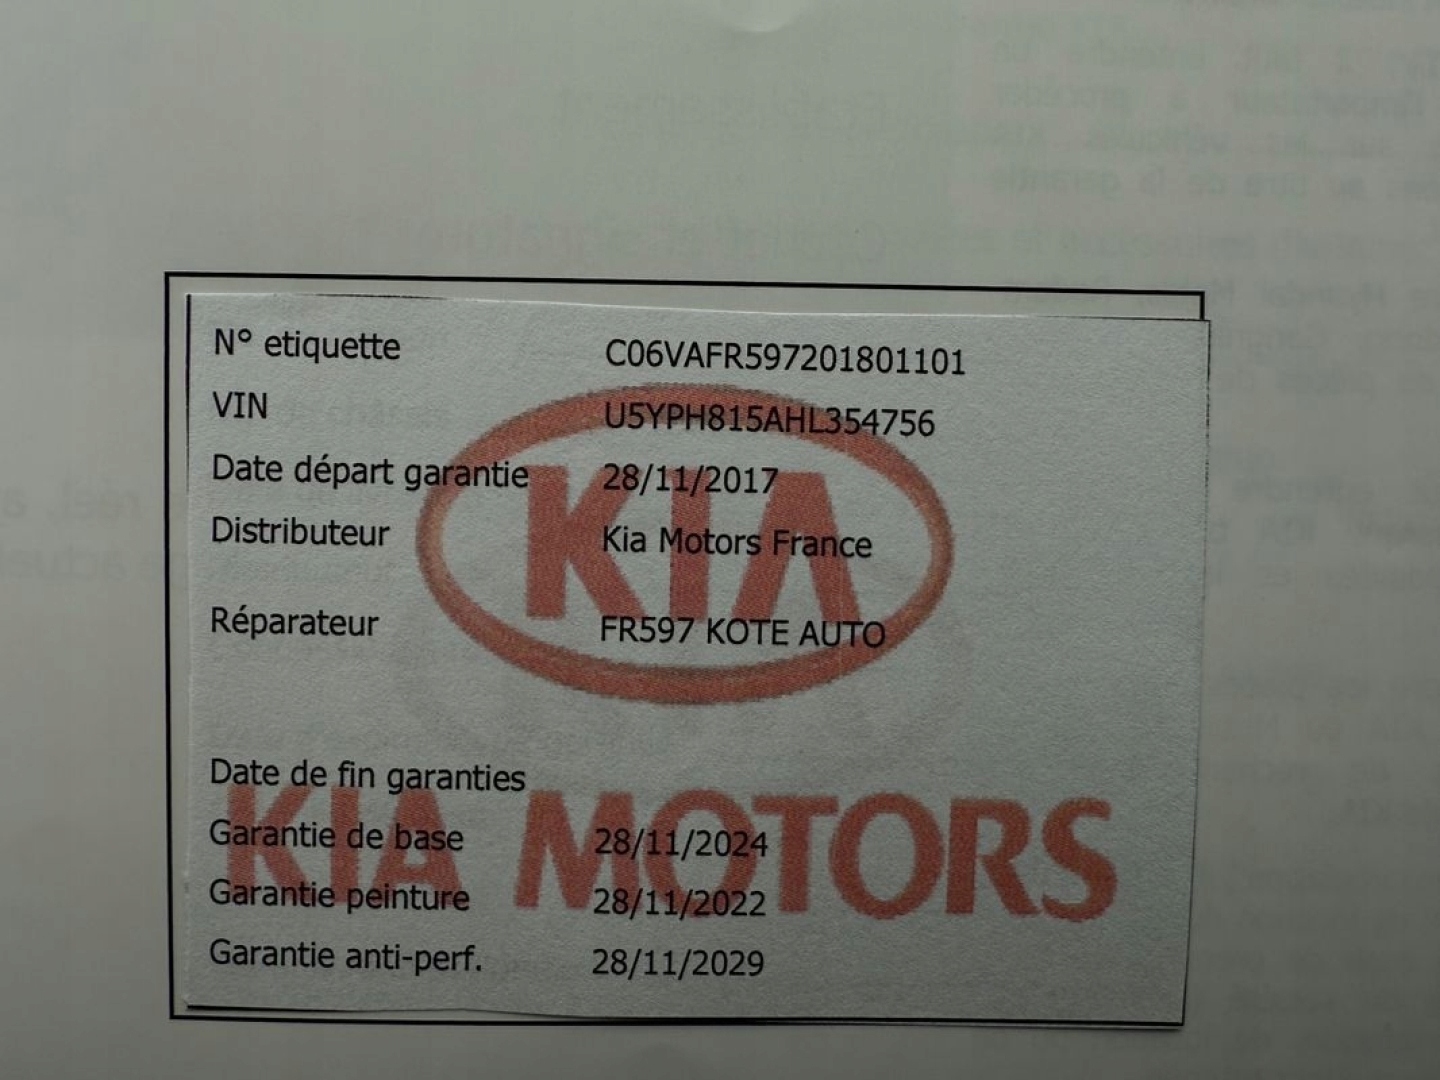 N° etiquette C06VAFR597201801101
VIN U5YPH815AHL354756
Date départ garantie 28/11/2017
Distributeur Kia Motors France
KIA
Réparateur FR597 KOTE AUTO
Date de fin garanties
KIA MOTORS
Garantie de base 28/11/2024
Garantie peinture 28/11/2022
Garantie anti-perf. 28/11/2029